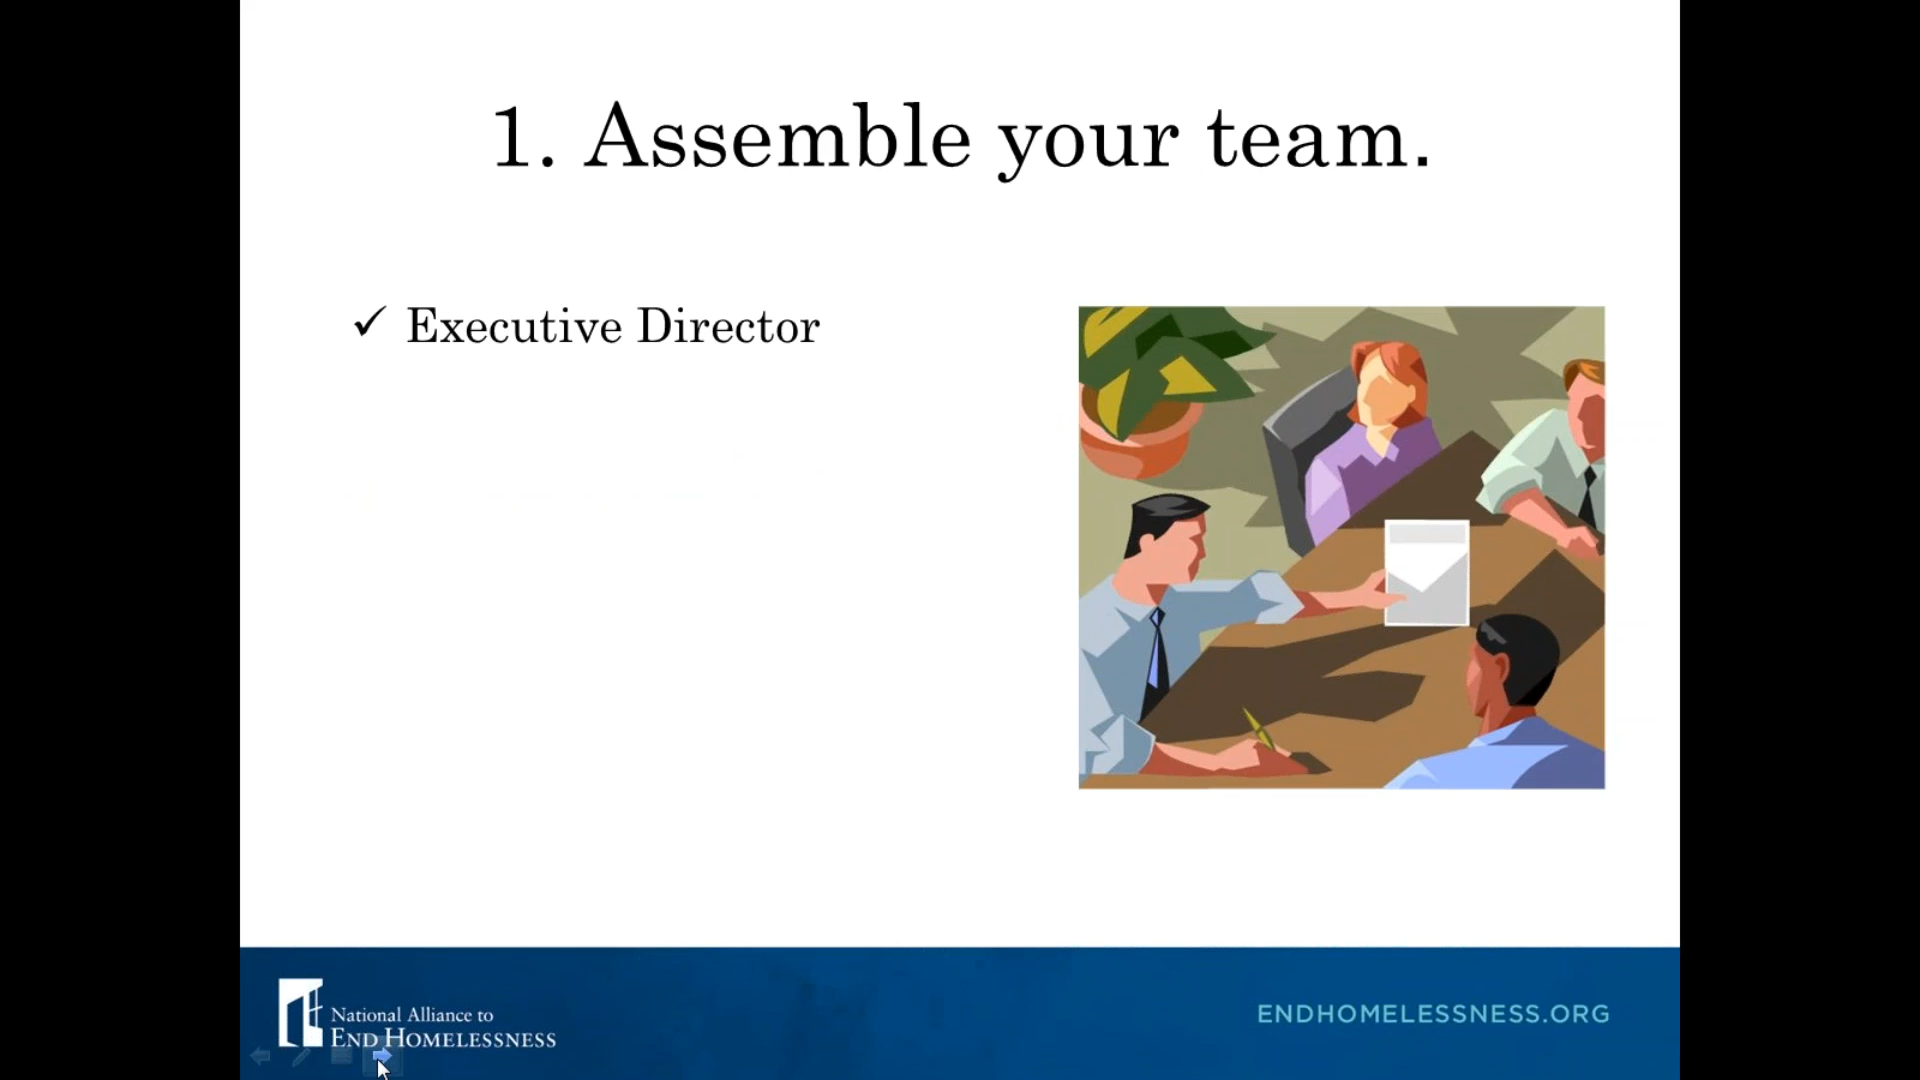 1. Assemble your team.
✓ Executive Director
National Alliance to
END HOMELESSNESS
ENDHOMELESSNESS.ORG